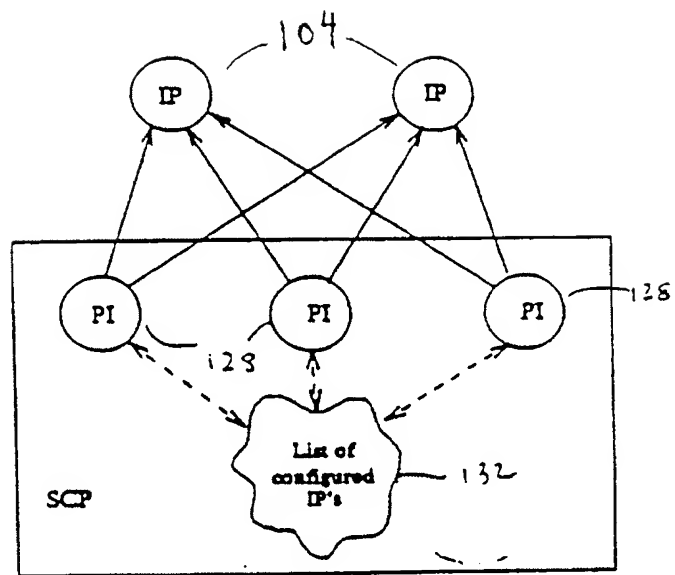 104
IP IP
PI PI PI
128
128
List of
configured
IP's
132
SCP